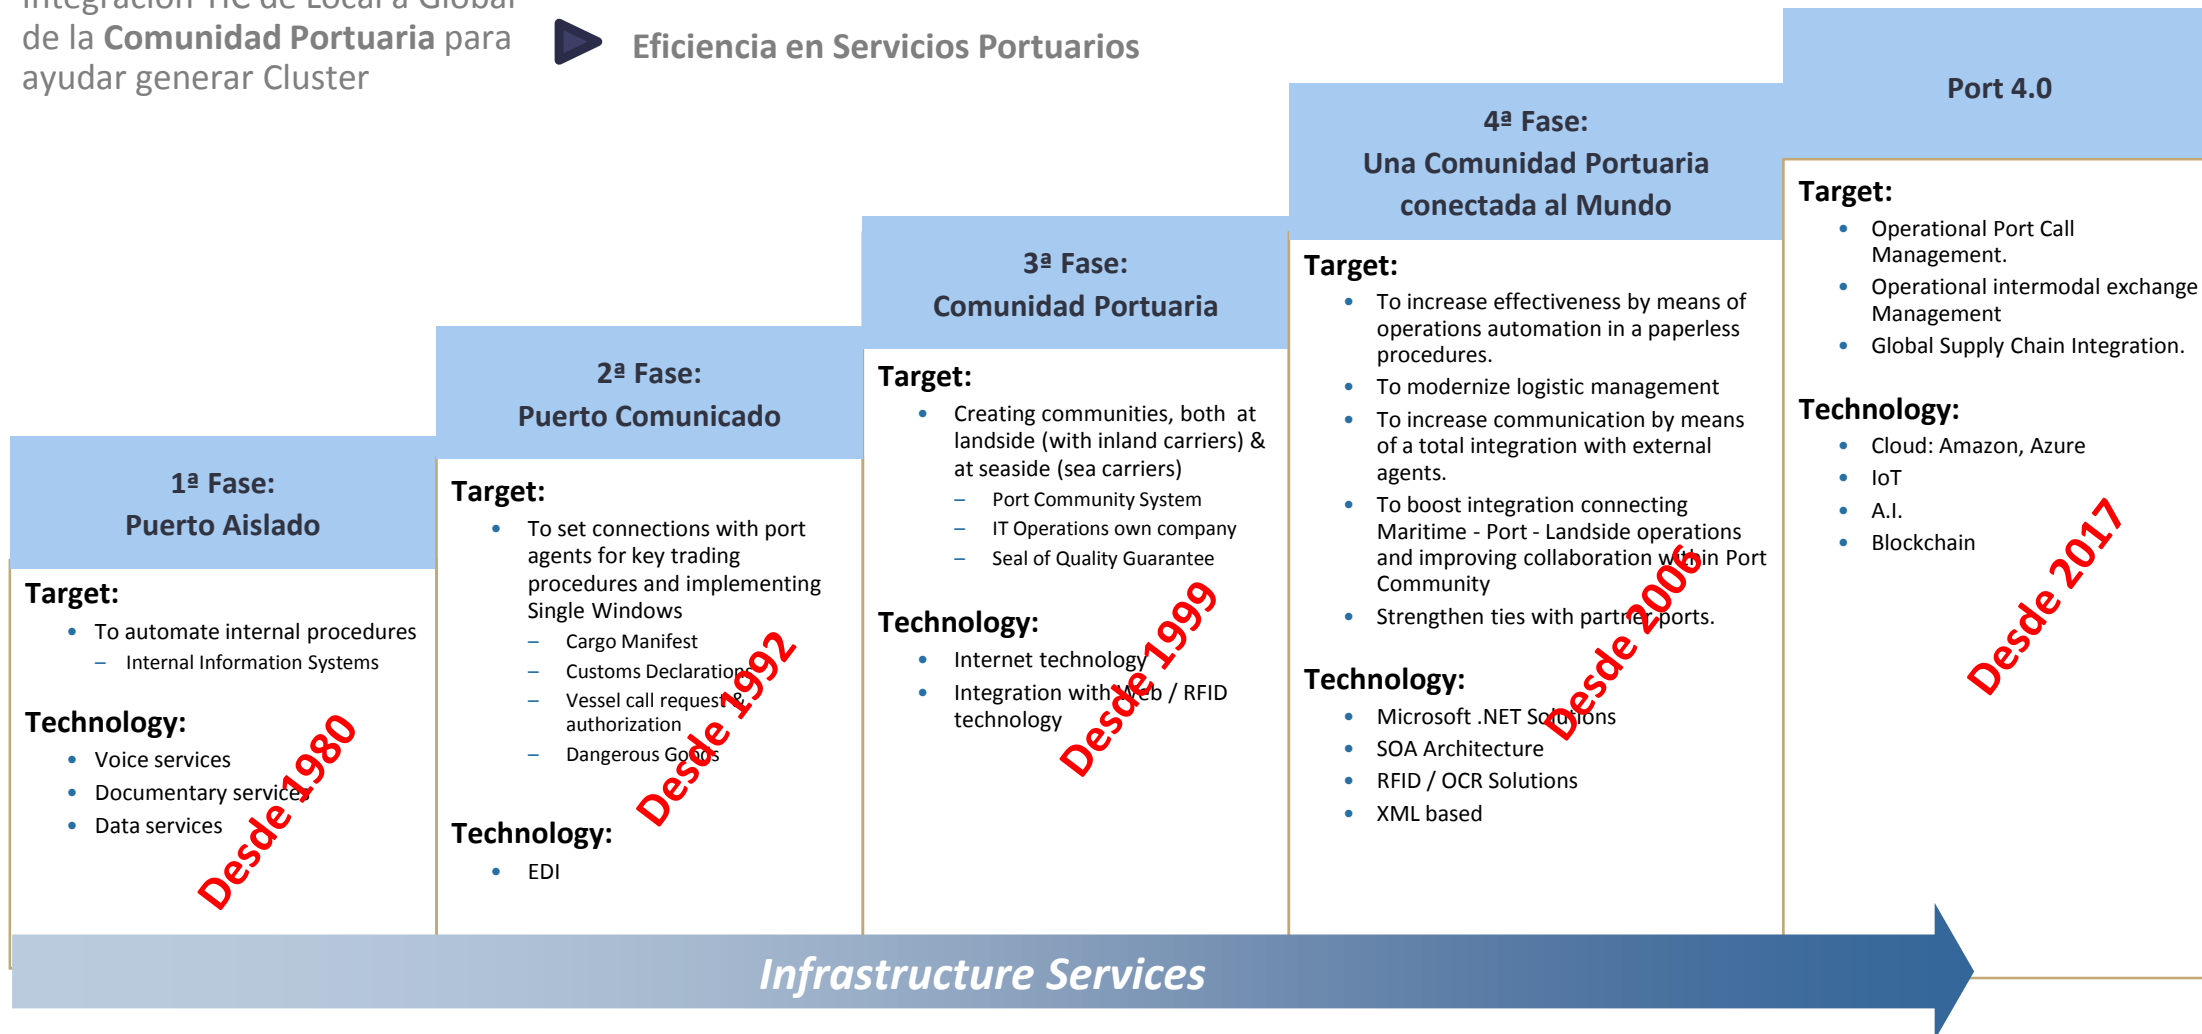 Integración TIC de Local a Global
de la Comunidad Portuaria para
ayudar generar Cluster
Eficiencia en Servicios Portuarios
1ª Fase:
Puerto Aislado
Target:
• To automate internal procedures
– Internal Information Systems
Technology:
• Voice services
• Documentary services
• Data services
Desde 1980
2ª Fase:
Puerto Comunicado
Target:
• To set connections with port
agents for key trading
procedures and implementing
Single Windows
– Cargo Manifest
– Customs Declarations
– Vessel call request &
authorization
– Dangerous Goods
Technology:
• EDI
Desde 1992
3ª Fase:
Comunidad Portuaria
Target:
• Creating communities, both at
landside (with inland carriers) &
at seaside (sea carriers)
– Port Community System
– IT Operations own company
– Seal of Quality Guarantee
Technology:
• Internet technology
• Integration with Web / RFID
technology
Desde 1999
4ª Fase:
Una Comunidad Portuaria
conectada al Mundo
Target:
• To increase effectiveness by means of
operations automation in a paperless
procedures.
• To modernize logistic management
• To increase communication by means
of a total integration with external
agents.
• To boost integration connecting
Maritime - Port - Landside operations
and improving collaboration within Port
Community
• Strengthen ties with partner ports.
Technology:
• Microsoft .NET Solutions
• SOA Architecture
• RFID / OCR Solutions
• XML based
Desde 2006
Port 4.0
Target:
• Operational Port Call
Management.
• Operational intermodal exchange
Management
• Global Supply Chain Integration.
Technology:
• Cloud: Amazon, Azure
• IoT
• A.I.
• Blockchain
Desde 2017
Infrastructure Services